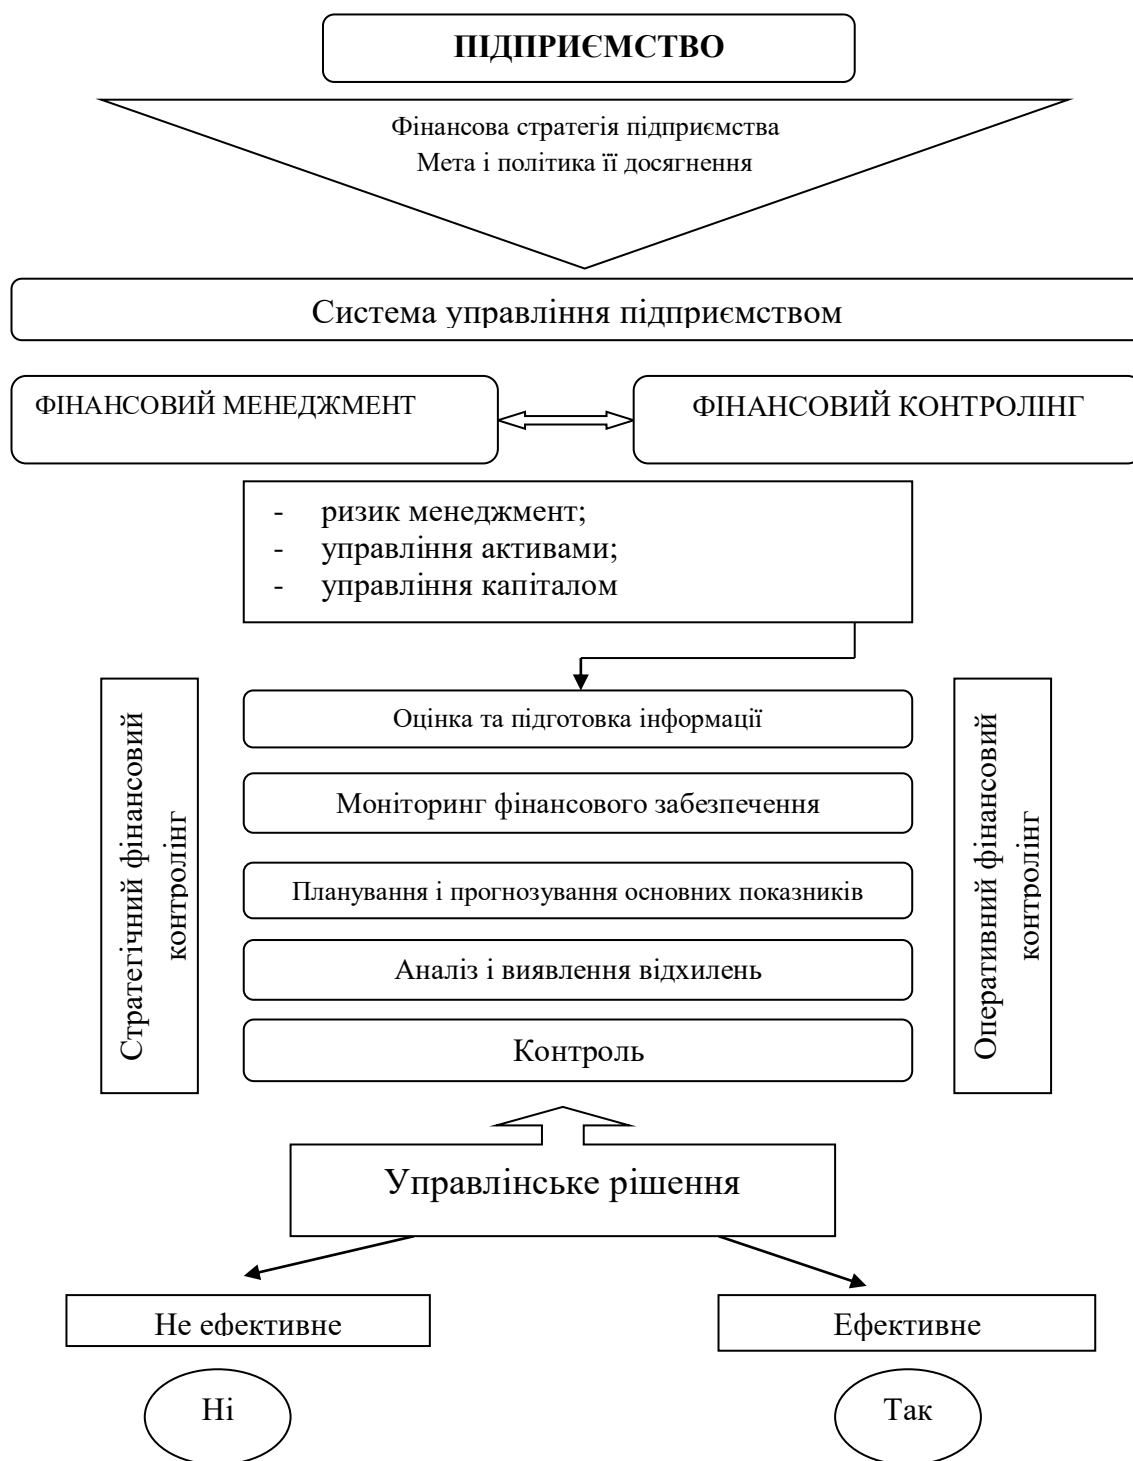 ПІДПРИЄМСТВО
Фінансова стратегія підприємства
Мета і політика її досягнення
Система управління підприємством
ФІНАНСОВИЙ МЕНЕДЖМЕНТ
ФІНАНСОВИЙ КОНТРОЛІНГ
- ризик менеджмент;
- управління активами;
- управління капіталом
Стратегічний фінансовий
контролінг
Оцінка та підготовка інформації
Моніторинг фінансового забезпечення
Планування і прогнозування основних показників
Аналіз і виявлення відхилень
Контроль
Оперативний фінансовий
контролінг
Управлінське рішення
Не ефективне
Ефективне
Ні
Так